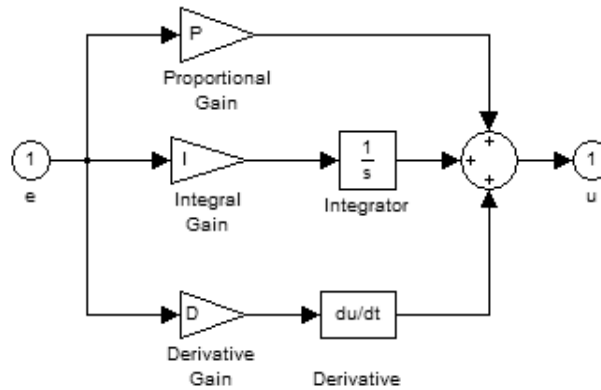 P
Proportional
Gain
1
e
I
Integral
Gain
1
s
Integrator
+
+
+
1
u
D
Derivative
Gain
du/dt
Derivative